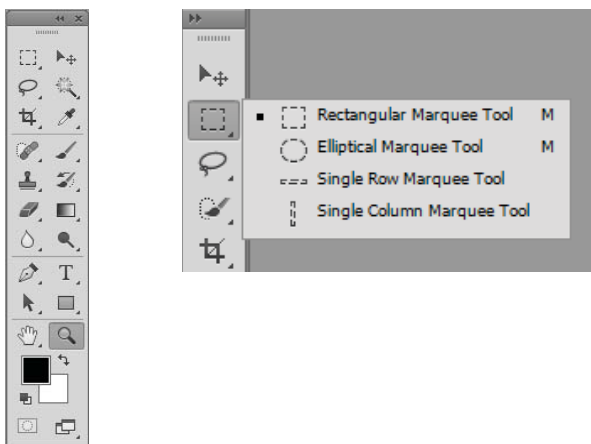 Rectangular Marquee Tool M
Elliptical Marquee Tool M
Single Row Marquee Tool
Single Column Marquee Tool
T